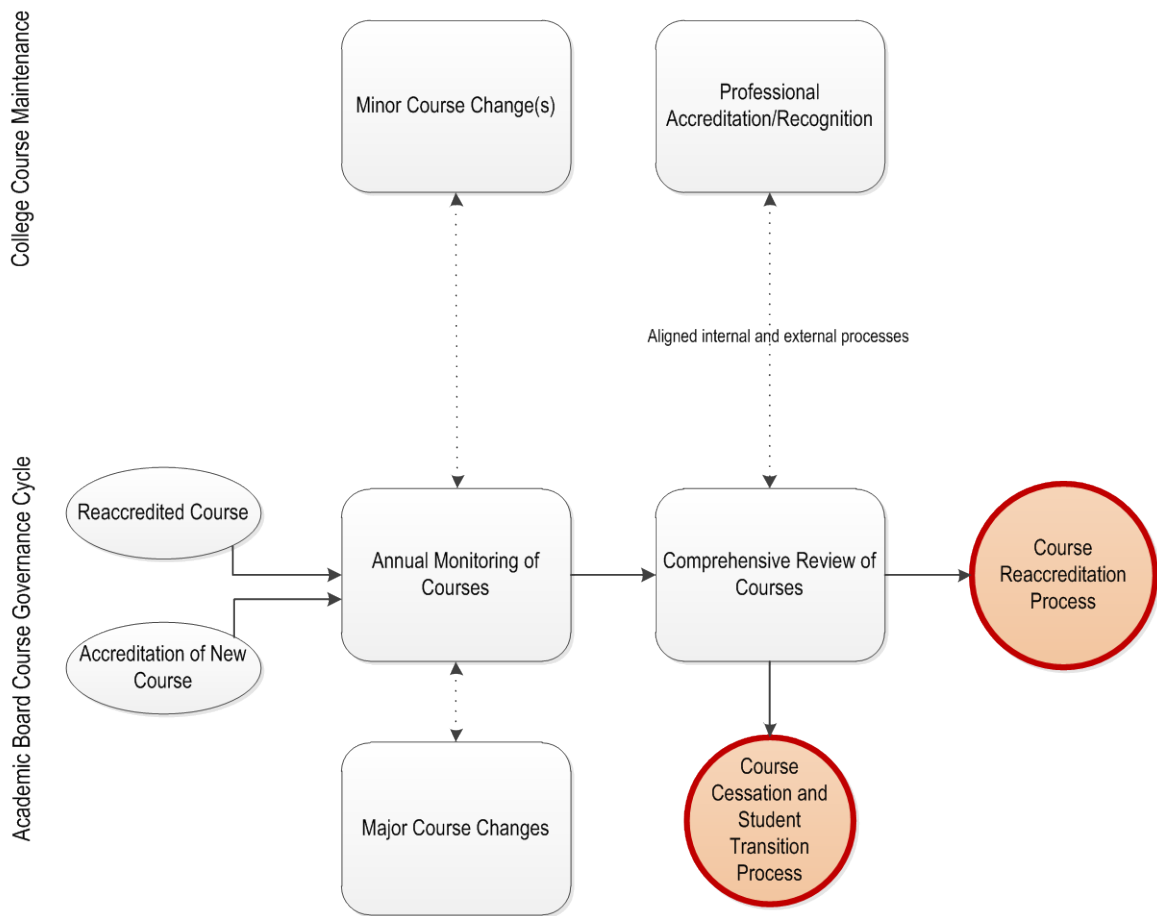 College Course Maintenance
Minor Course Change(s)
Professional
Accreditation/Recognition
Aligned internal and external processes
Academic Board Course Governance Cycle
Reaccredited Course
Accreditation of New
Course
Annual Monitoring of
Courses
Comprehensive Review of
Courses
Course
Reaccreditation
Process
Major Course Changes
Course
Cessation and
Student
Transition
Process